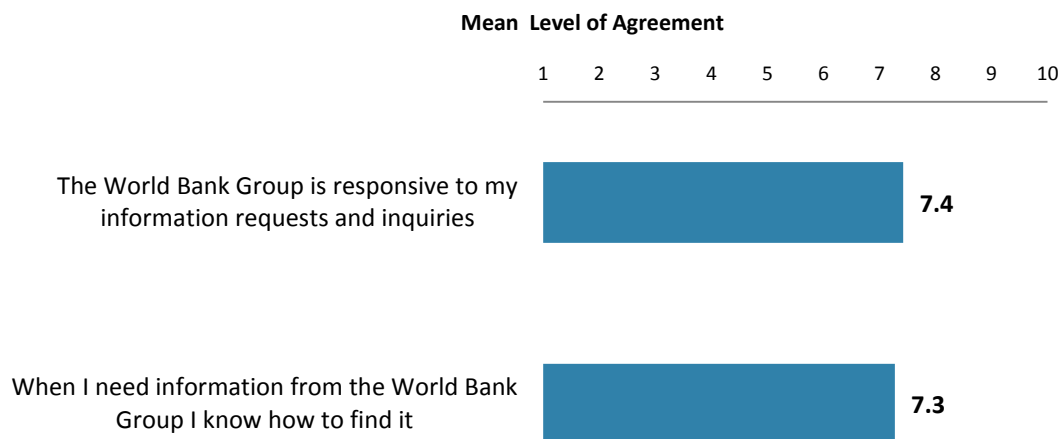 Mean Level of Agreement
1 2 3 4 5 6 7 8 9 10
The World Bank Group is responsive to my
information requests and inquiries
7.4
When I need information from the World Bank
Group I know how to find it
7.3